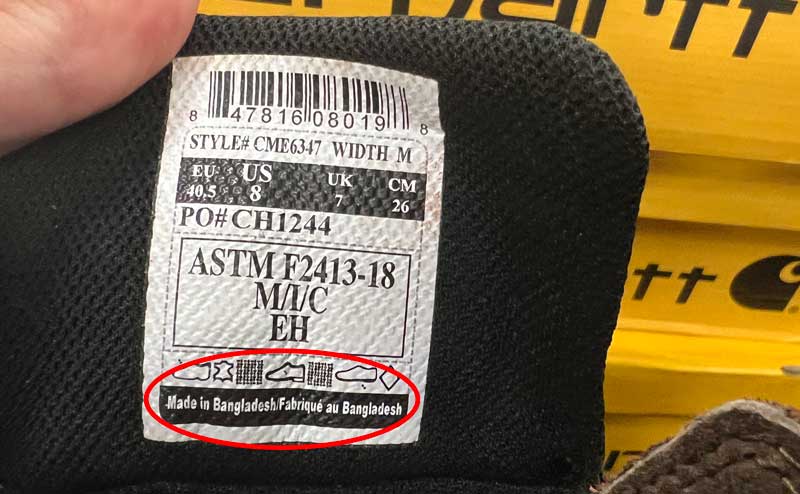 8 47816 08019 8
STYLE# CME6347 WIDTH M
EU US UK CM
40.5 8 7 26
PO# CH1244
ASTM F2413-18
M/I/C
EH
Made in Bangladesh/Fabriqué au Bangladesh